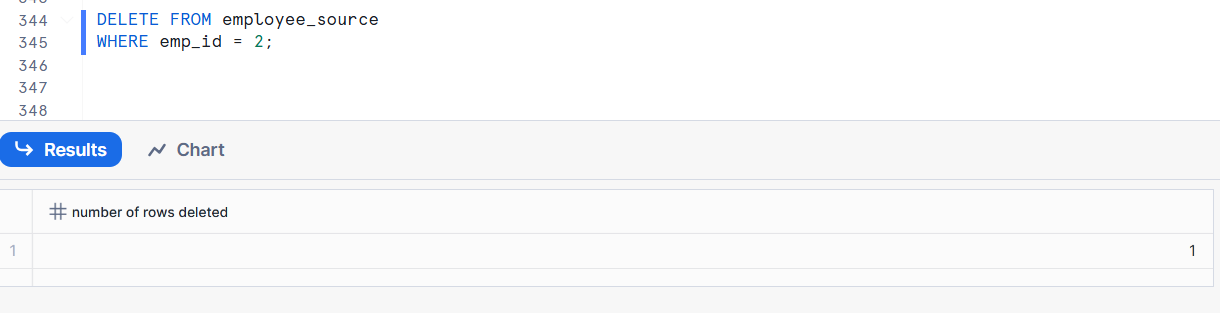 344 DELETE FROM employee_source
345 WHERE emp_id = 2;
346
347
348
Results Chart
number of rows deleted
1 1